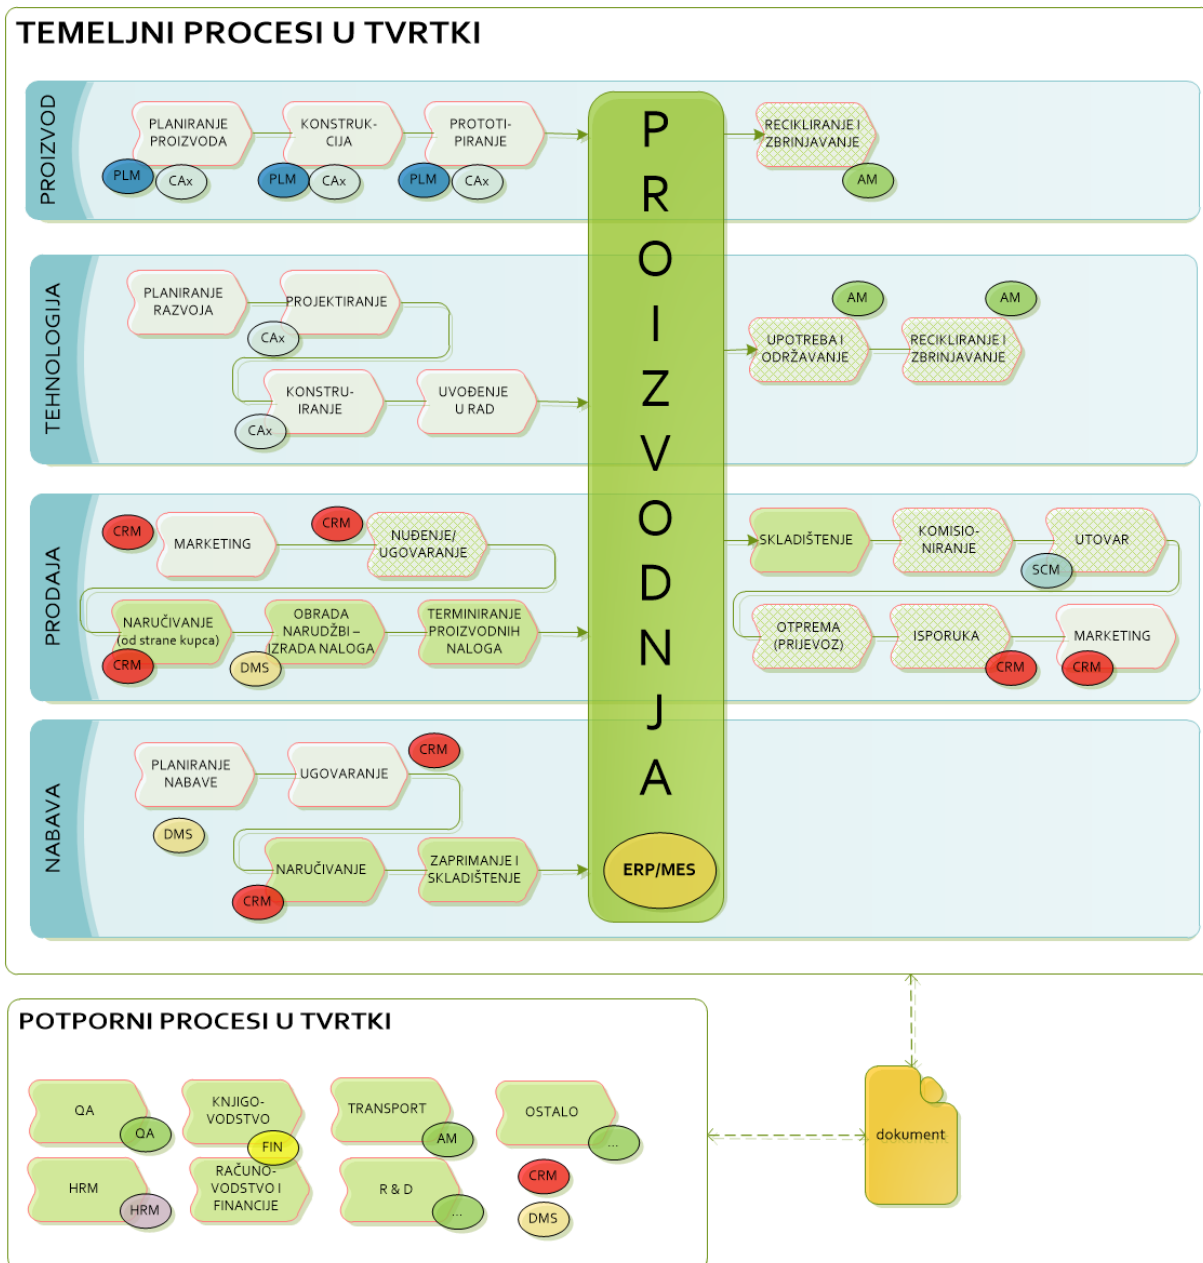 TEMELJNI PROCESI U TVRTKI
PROIZVOD
PLANIRANJE
PROIZVODA
PLM
CAx
KONSTRUK-
CIJA
PLM
CAx
PROTOTI-
PIRANJE
PLM
CAx
RECIKLIRANJE I
ZBRINJAVANJE
AM
TEHNOLOGIJA
PLANIRANJE
RAZVOJA
PROJEKTIRANJE
CAx
KONSTRU-
IRANJE
CAx
UVOĐENJE
U RAD
AM
UPOTREBA I
ODRŽAVANJE
AM
RECIKLIRANJE I
ZBRINJAVANJE
PRODAJA
CRM
MARKETING
CRM
NUĐENJE/
UGOVARANJE
NARUČIVANJE
(od strane kupca)
CRM
OBRADA
NARUDŽBI –
IZRADA NALOGA
DMS
TERMINIRANJE
PROIZVODNIH
NALOGA
SKLADIŠTENJE
KOMISIO-
NIRANJE
UTOVAR
SCM
OTPREMA
(PRIJEVOZ)
ISPORUKA
CRM
MARKETING
CRM
NABAVA
PLANIRANJE
NABAVE
DMS
UGOVARANJE
CRM
NARUČIVANJE
CRM
ZAPRIMANJE I
SKLADIŠTENJE
P
R
O
I
Z
V
O
D
N
J
A
ERP/MES
POTPORNI PROCESI U TVRTKI
QA
QA
KNJIGO-
VODSTVO
FIN
TRANSPORT
AM
OSTALO
...
HRM
HRM
RAČUNO-
VODSTVO I
FINANCIJE
R & D
...
CRM
DMS
dokument